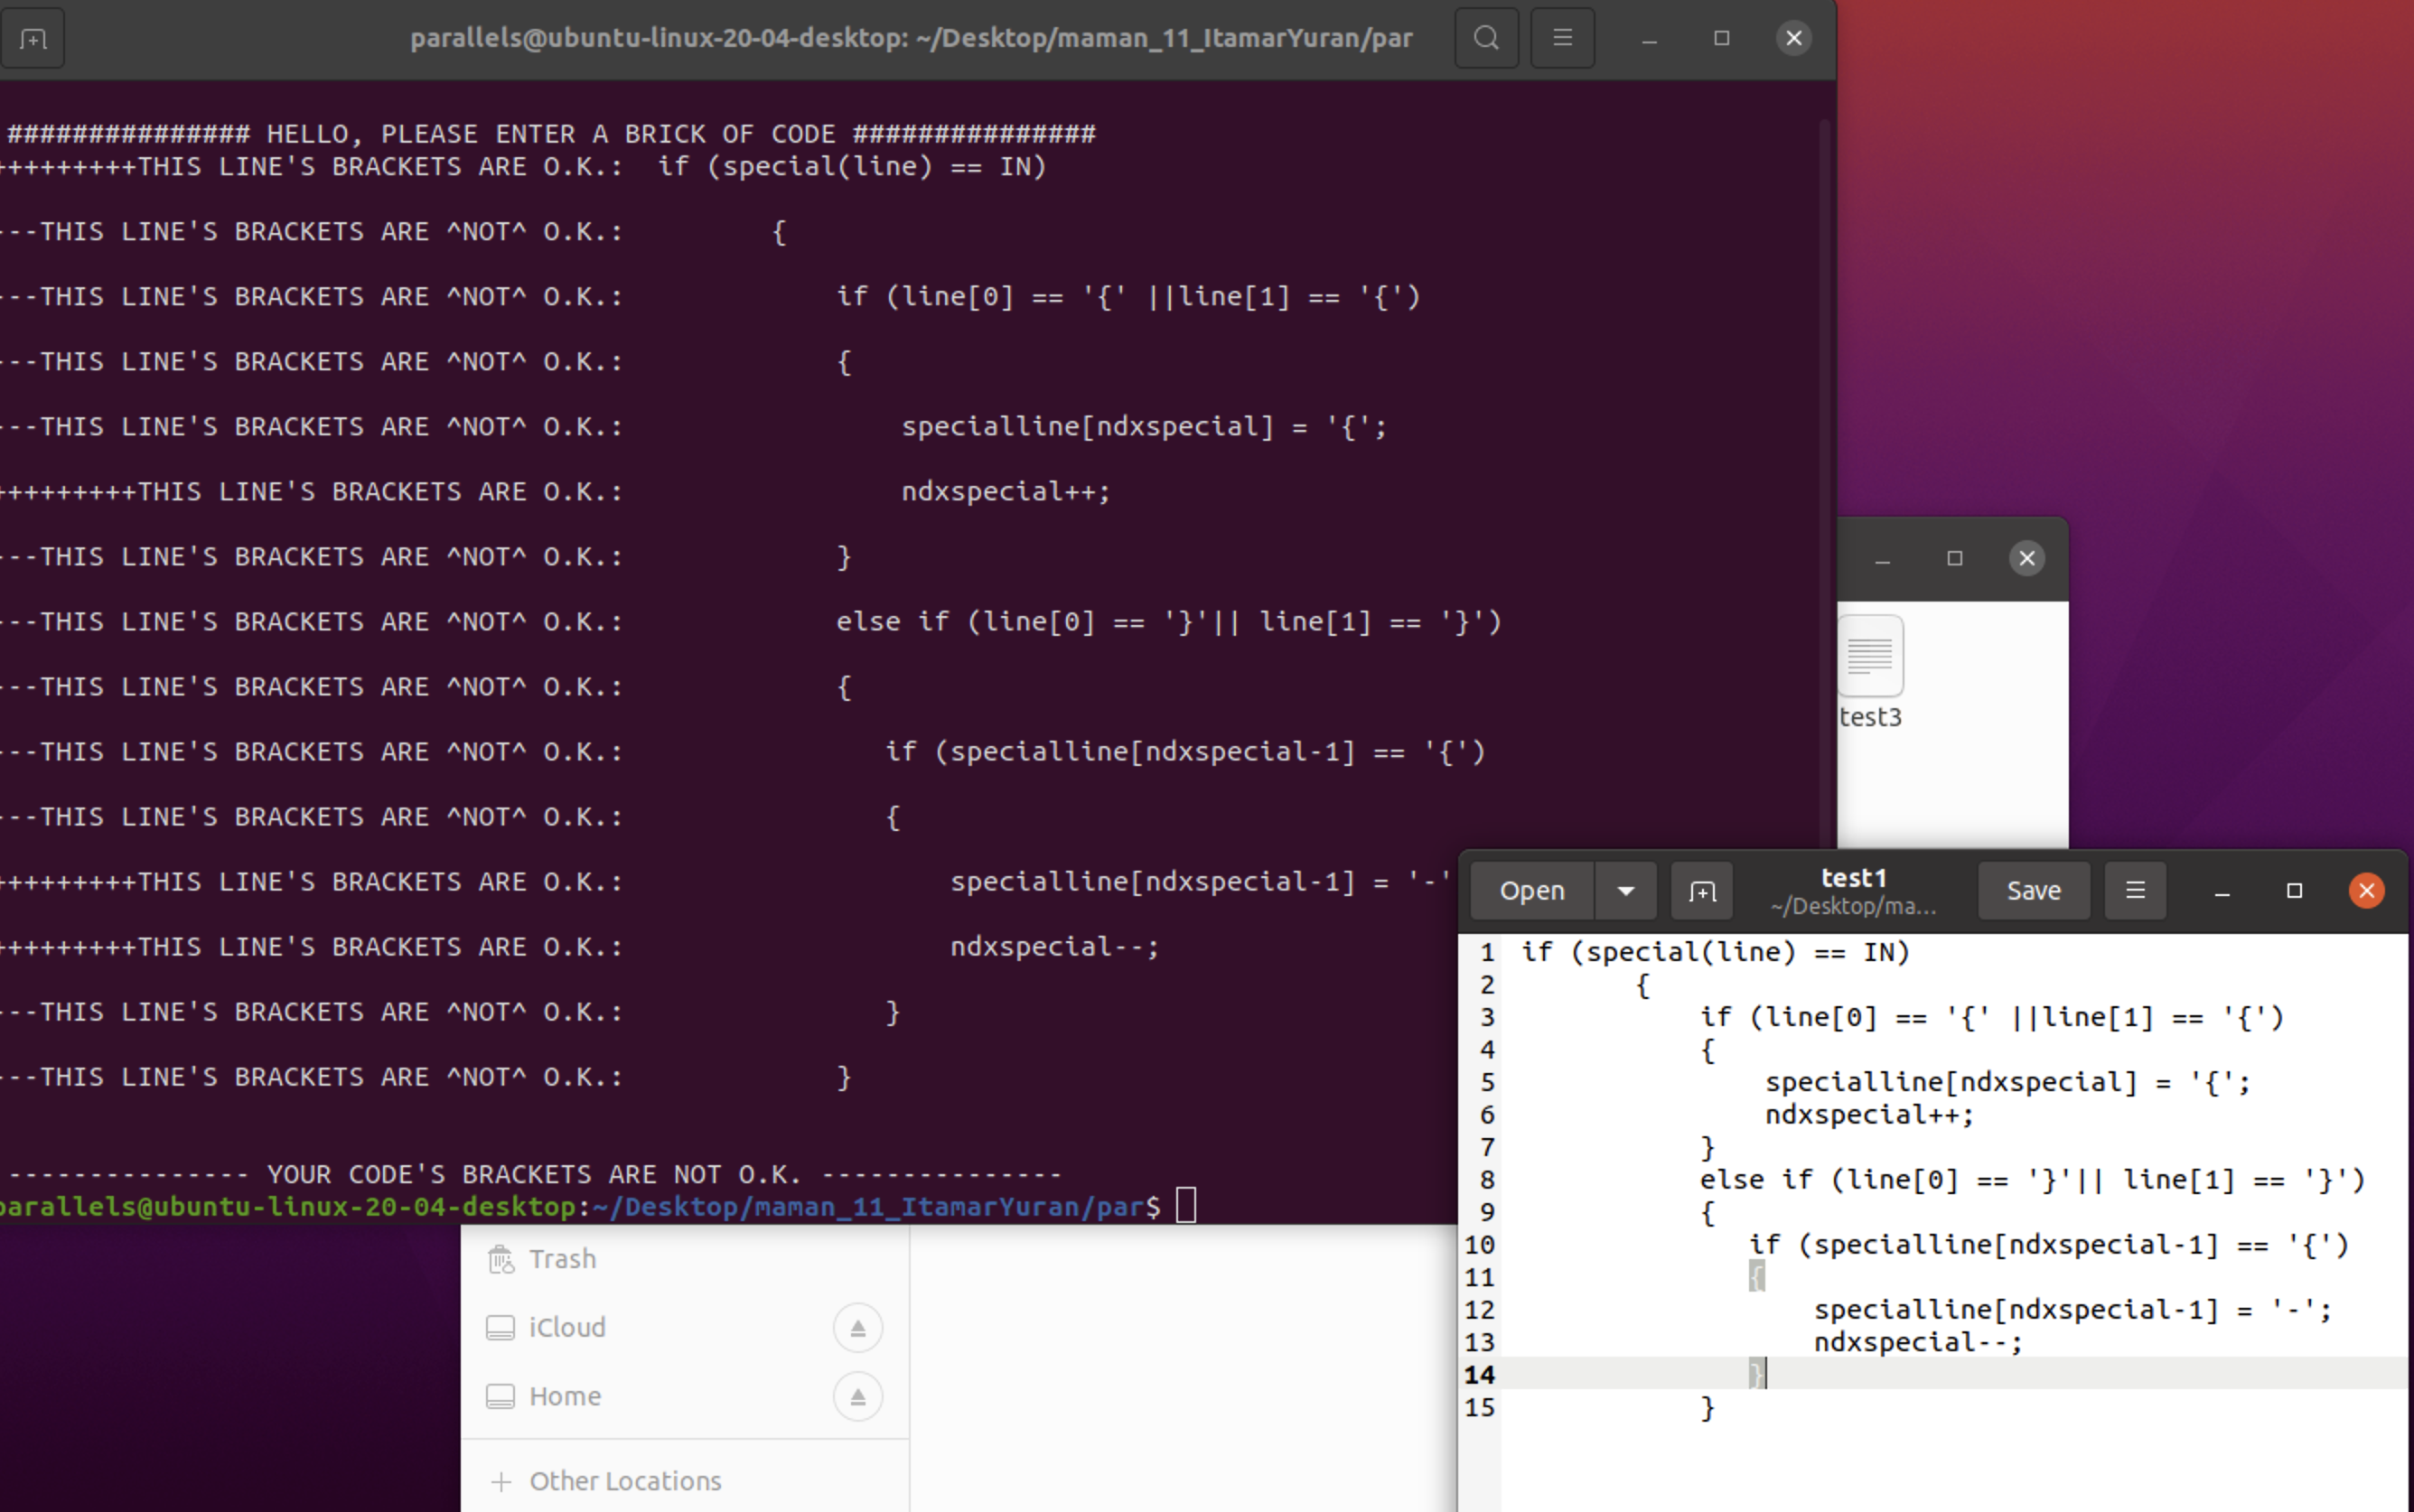 parallels@ubuntu-linux-20-04-desktop: ~/Desktop/maman_11_ItamarYuran/par
############### HELLO, PLEASE ENTER A BRICK OF CODE ###############
+++++++++THIS LINE'S BRACKETS ARE O.K.:  if (special(line) == IN)
---THIS LINE'S BRACKETS ARE ^NOT^ O.K.:         {
---THIS LINE'S BRACKETS ARE ^NOT^ O.K.:             if (line[0] == '{' ||line[1] == '{')
---THIS LINE'S BRACKETS ARE ^NOT^ O.K.:             {
---THIS LINE'S BRACKETS ARE ^NOT^ O.K.:                 specialline[ndxspecial] = '{';
+++++++++THIS LINE'S BRACKETS ARE O.K.:                 ndxspecial++;
---THIS LINE'S BRACKETS ARE ^NOT^ O.K.:             }
---THIS LINE'S BRACKETS ARE ^NOT^ O.K.:             else if (line[0] == '}'|| line[1] == '}')
---THIS LINE'S BRACKETS ARE ^NOT^ O.K.:             {
---THIS LINE'S BRACKETS ARE ^NOT^ O.K.:                if (specialline[ndxspecial-1] == '{')
---THIS LINE'S BRACKETS ARE ^NOT^ O.K.:                {
+++++++++THIS LINE'S BRACKETS ARE O.K.:                    specialline[ndxspecial-1] = '-'
+++++++++THIS LINE'S BRACKETS ARE O.K.:                    ndxspecial--;
---THIS LINE'S BRACKETS ARE ^NOT^ O.K.:                }
---THIS LINE'S BRACKETS ARE ^NOT^ O.K.:             }
--------------- YOUR CODE'S BRACKETS ARE NOT O.K. ---------------
parallels@ubuntu-linux-20-04-desktop:~/Desktop/maman_11_ItamarYuran/par$
test3
Trash
iCloud
Home
+ Other Locations
Open
test1
~/Desktop/ma...
Save
1 if (special(line) == IN)
2        {
3            if (line[0] == '{' ||line[1] == '{')
4            {
5                specialline[ndxspecial] = '{';
6                ndxspecial++;
7            }
8            else if (line[0] == '}'|| line[1] == '}')
9            {
10               if (specialline[ndxspecial-1] == '{')
11               {
12                   specialline[ndxspecial-1] = '-';
13                   ndxspecial--;
14               }
15            }